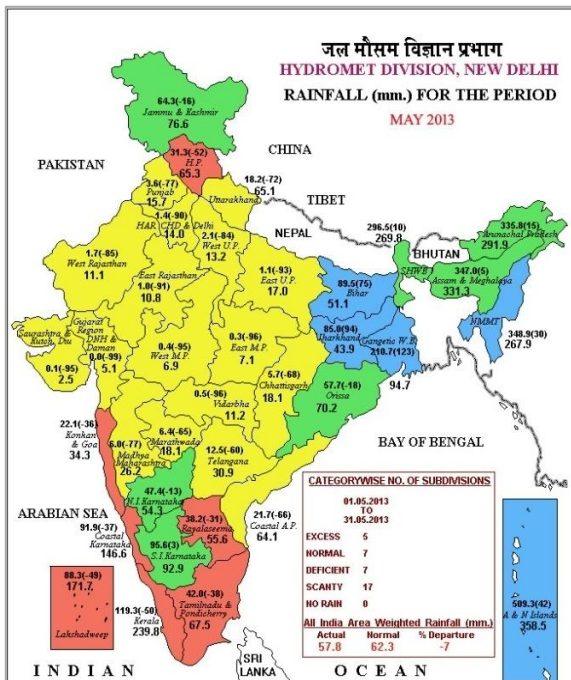 जल मौसम विज्ञान प्रभाग
HYDROMET DIVISION, NEW DELHI
RAINFALL (mm.) FOR THE PERIOD
MAY 2013
64.3(-16)
Jammu & Kashmir
76.6
PAKISTAN
CHINA
31.3(-52)
H.P.
65.3
3.6(-77)
Punjab
15.7
18.2(-72)
65.1
Uttarakhand
TIBET
1.4(-90)
HAR, CHD & Delhi
14.0
2.1(-84)
West U.P.
13.2
NEPAL
296.5(10)
269.8
BHUTAN
335.8(15)
Arunachal Pradesh
291.9
1.7(-85)
West Rajasthan
11.1
East Rajasthan
1.0(-91)
10.8
1.1(-93)
East U.P.
17.0
89.5(75)
Bihar
51.1
SHWB
347.0(5)
Assam & Meghalaya
331.3
NMMT
348.9(30)
267.9
Saurashtra &
Kutch, Diu
0.1(-95)
2.5
Gujarat
Region
DNH &
Daman
0.0(-99)
5.1
0.4(-95)
West M.P.
6.9
0.3(-96)
East M.P.
7.1
85.0(94)
Jharkhand
43.9
Gangetic W.B.
210.7(123)
94.7
5.7(-68)
Chhattisgarh
18.1
57.7(-18)
Orissa
70.2
0.5(-96)
Vidarbha
11.2
22.1(-36)
Konkan
& Goa
34.3
6.0(-77)
Madhya
Maharashtra
26.2
6.4(-65)
Marathwada
18.1
12.5(-60)
Telangana
30.9
BAY OF BENGAL
ARABIAN SEA
47.4(-13)
N.I.Karnataka
54.3
38.2(-31)
Rayalaseema
55.6
21.7(-66)
Coastal A.P.
64.1
91.9(-37)
Coastal
Karnataka
146.6
95.6(3)
S.I.Karnataka
92.9
88.3(-49)
171.7
Lakshadweep
119.3(-50)
Kerala
239.8
42.0(-38)
Tamilnadu &
Pondicherry
67.5
CATEGORYWISE NO. OF SUBDIVISIONS
01.05.2013
TO
31.05.2013
EXCESS 5
NORMAL 7
DEFICIENT 7
SCANTY 17
NO RAIN 0
All India Area Weighted Rainfall (mm.)
Actual Normal % Departure
57.8 62.3 -7
509.3(42)
A & N Islands
358.5
SRI
LANKA
INDIAN OCEAN